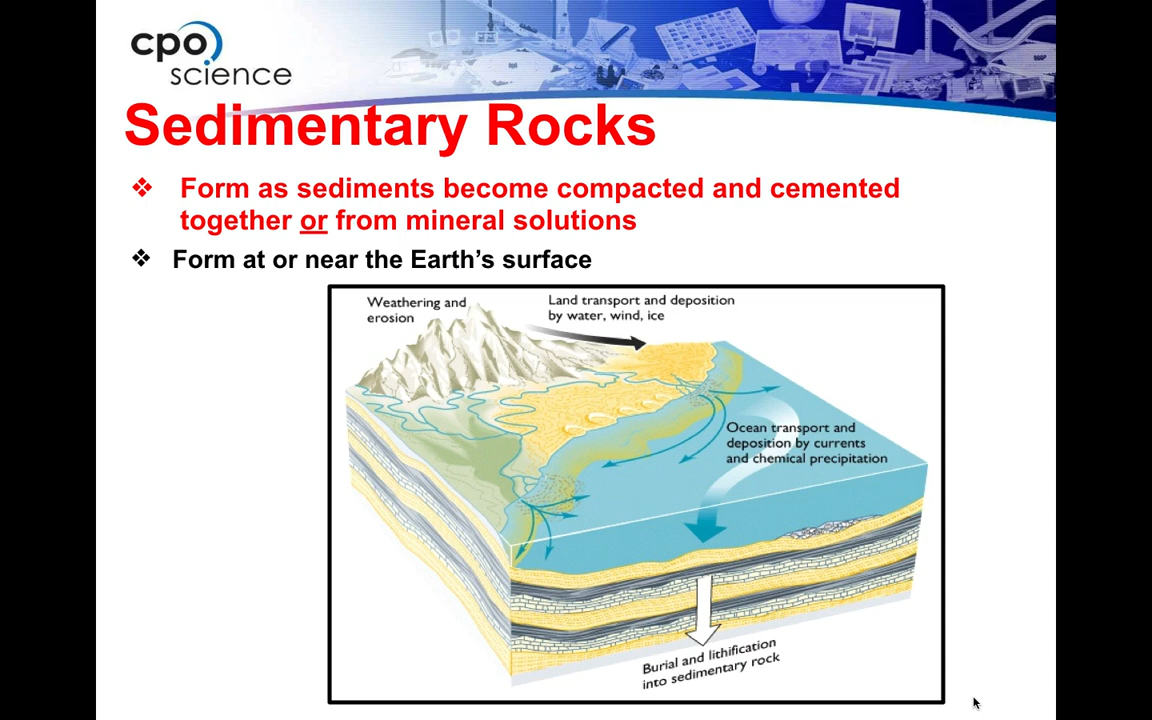 cpo
science
Sedimentary Rocks
❖ Form as sediments become compacted and cemented
together or from mineral solutions
❖ Form at or near the Earth’s surface
Weathering and
erosion
Land transport and deposition
by water, wind, ice
Ocean transport and
deposition by currents
and chemical precipitation
Burial and lithification
into sedimentary rock